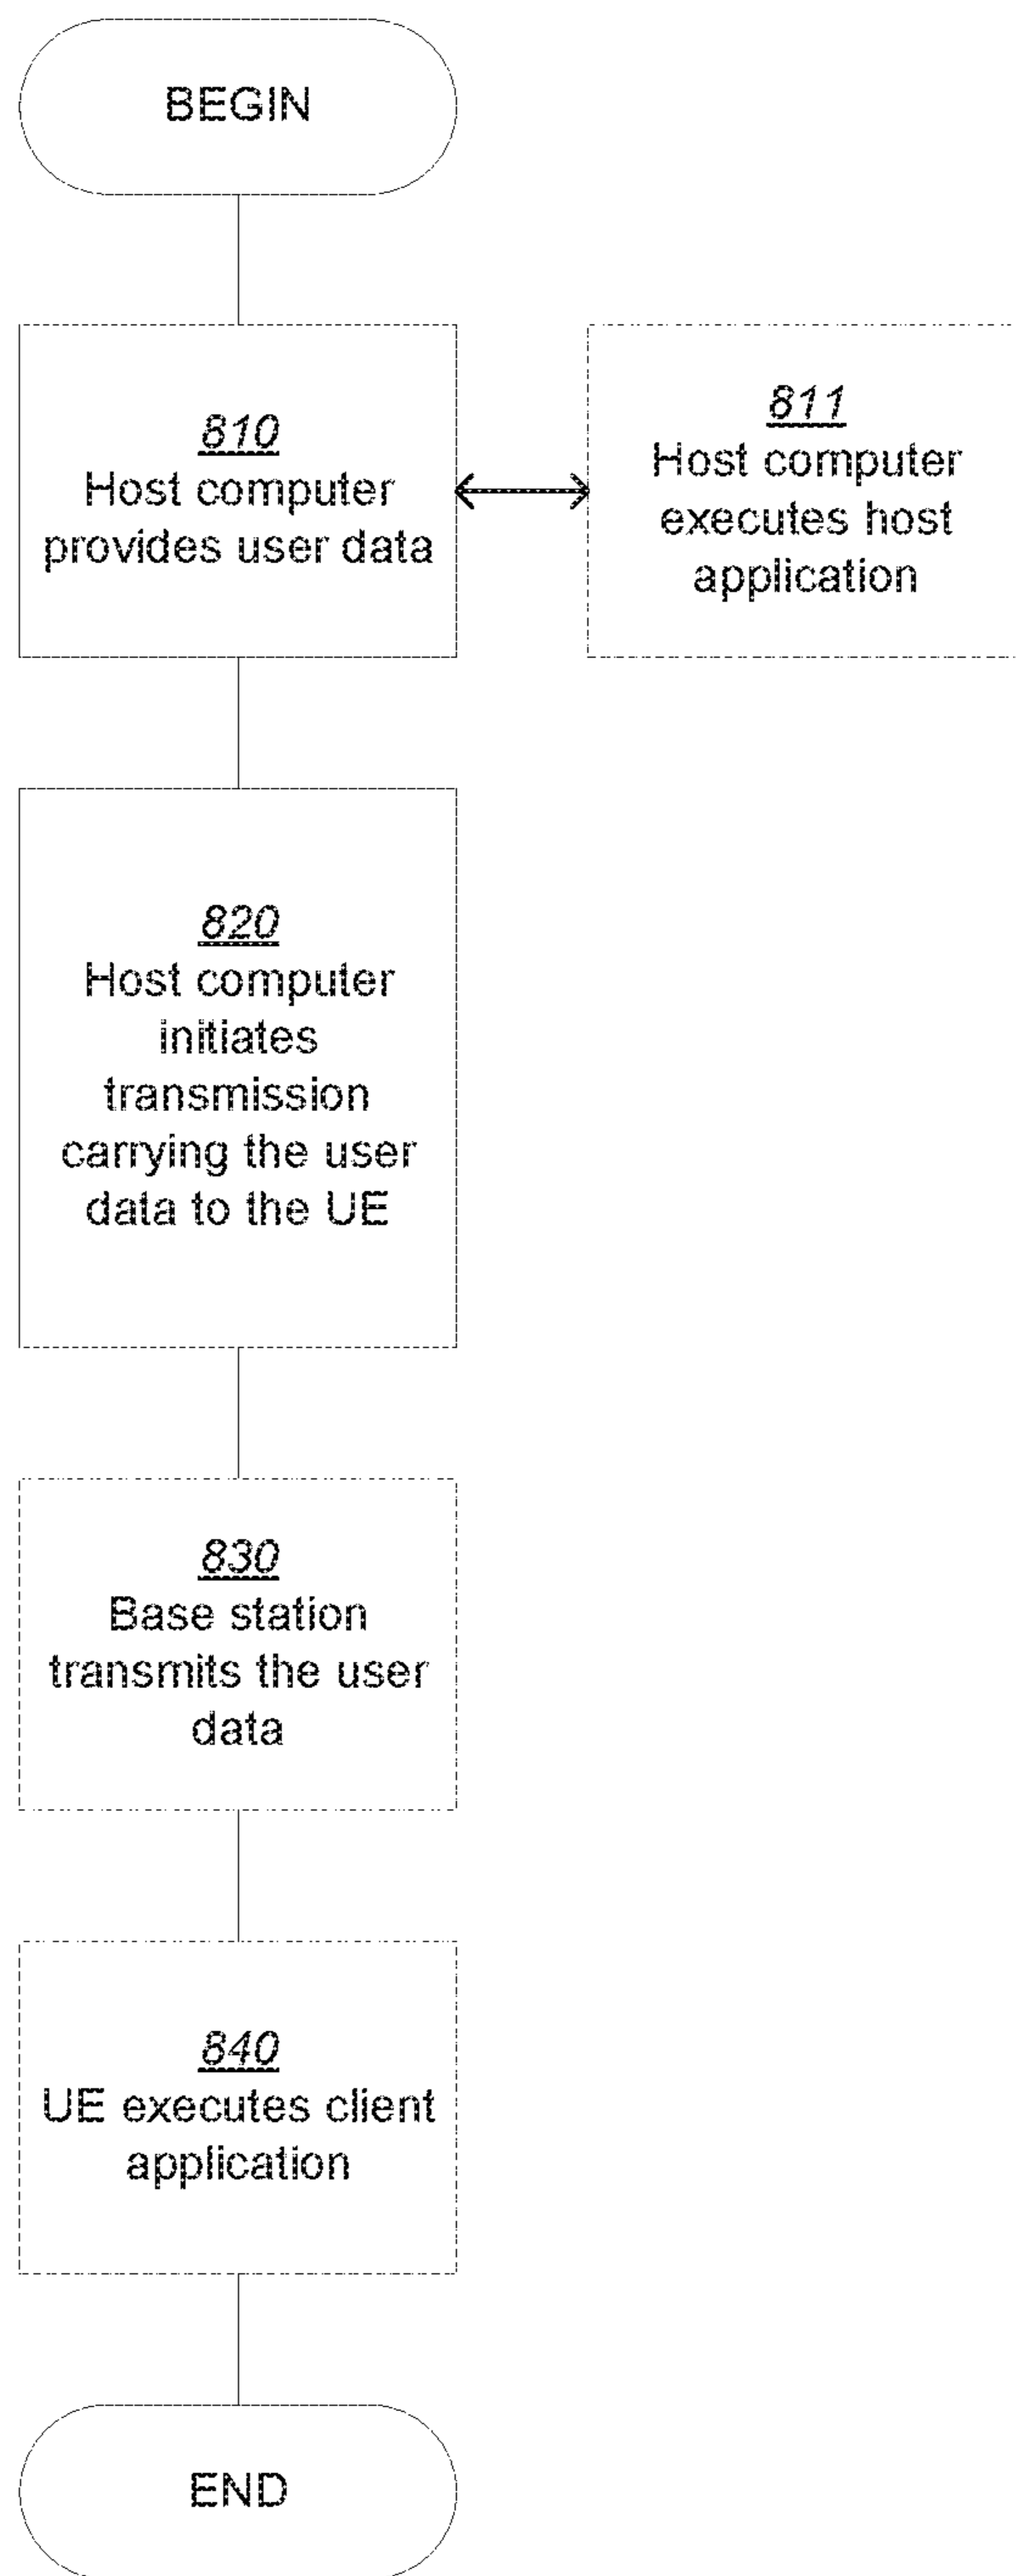 BEGIN
810
Host computer
provides user data
811
Host computer
executes host
application
820
Host computer
initiates
transmission
carrying the user
data to the UE
830
Base station
transmits the user
data
840
UE executes client
application
END